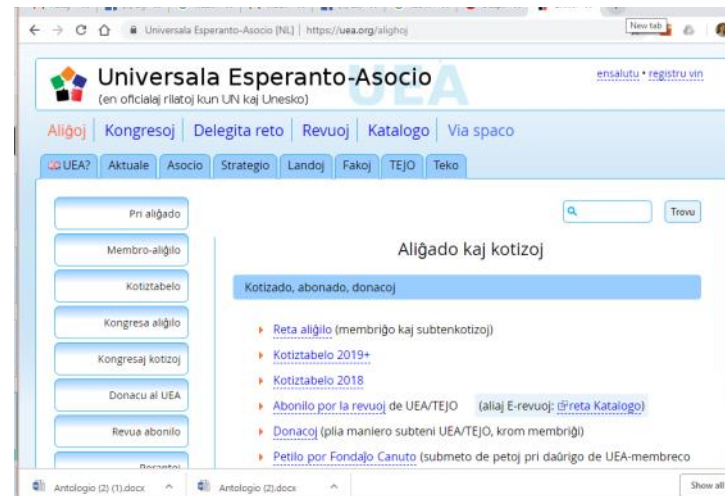 New tab
Universala Esperanto-Asocio [NL] | https://uea.org/alighoj
UEA
Universala Esperanto-Asocio
(en oficialaj rilatoj kun UN kaj Unesko)
ensalutu • registru vin
Aliĝoj | Kongresoj | Delegita reto | Revuoj | Katalogo | Via spaco
UEA? Aktuale Asocio Strategio Landoj Fakoj TEJO Teko
Pri aliĝado
Membro-aliĝilo
Kotiztabelo
Kongresa aliĝilo
Kongresaj kotizoj
Donacu al UEA
Revua abonilo
Perantoj
Trovu
Aliĝado kaj kotizoj
Kotizado, abonado, donacoj
Reta aliĝilo (membriĝo kaj subtenkotizoj)
Kotiztabelo 2019+
Kotiztabelo 2018
Abonilo por la revuoj de UEA/TEJO (aliaj E-revuoj: reta Katalogo)
Donacoj (plia maniero subteni UEA/TEJO, krom membriĝi)
Petilo por Fondaĵo Canuto (submeto de petoj pri daŭrigo de UEA-membreco
Antologio (2) (1).docx
Antologio (2).docx
Show all